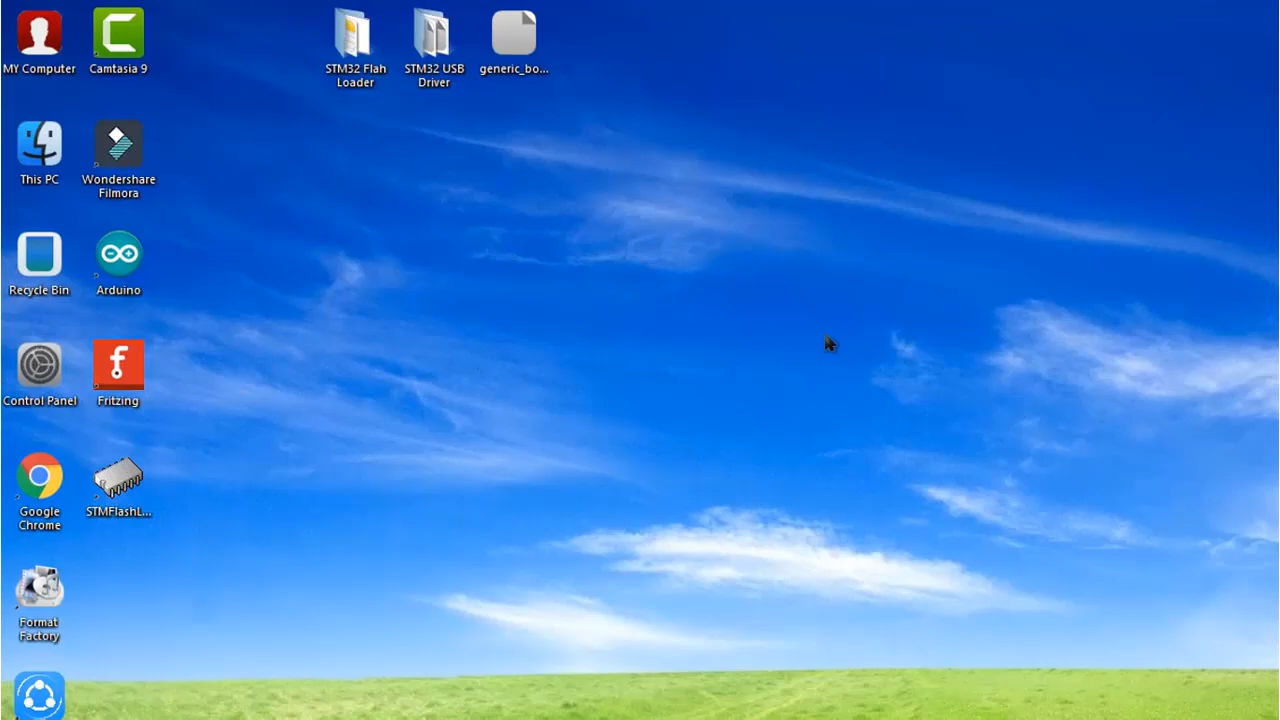 MY Computer
Camtasia 9
STM32 Flah
Loader
STM32 USB
Driver
generic_bo...
This PC
Wondershare
Filmora
Recycle Bin
Arduino
Control Panel
Fritzing
Google
Chrome
STMFlashL...
Format
Factory